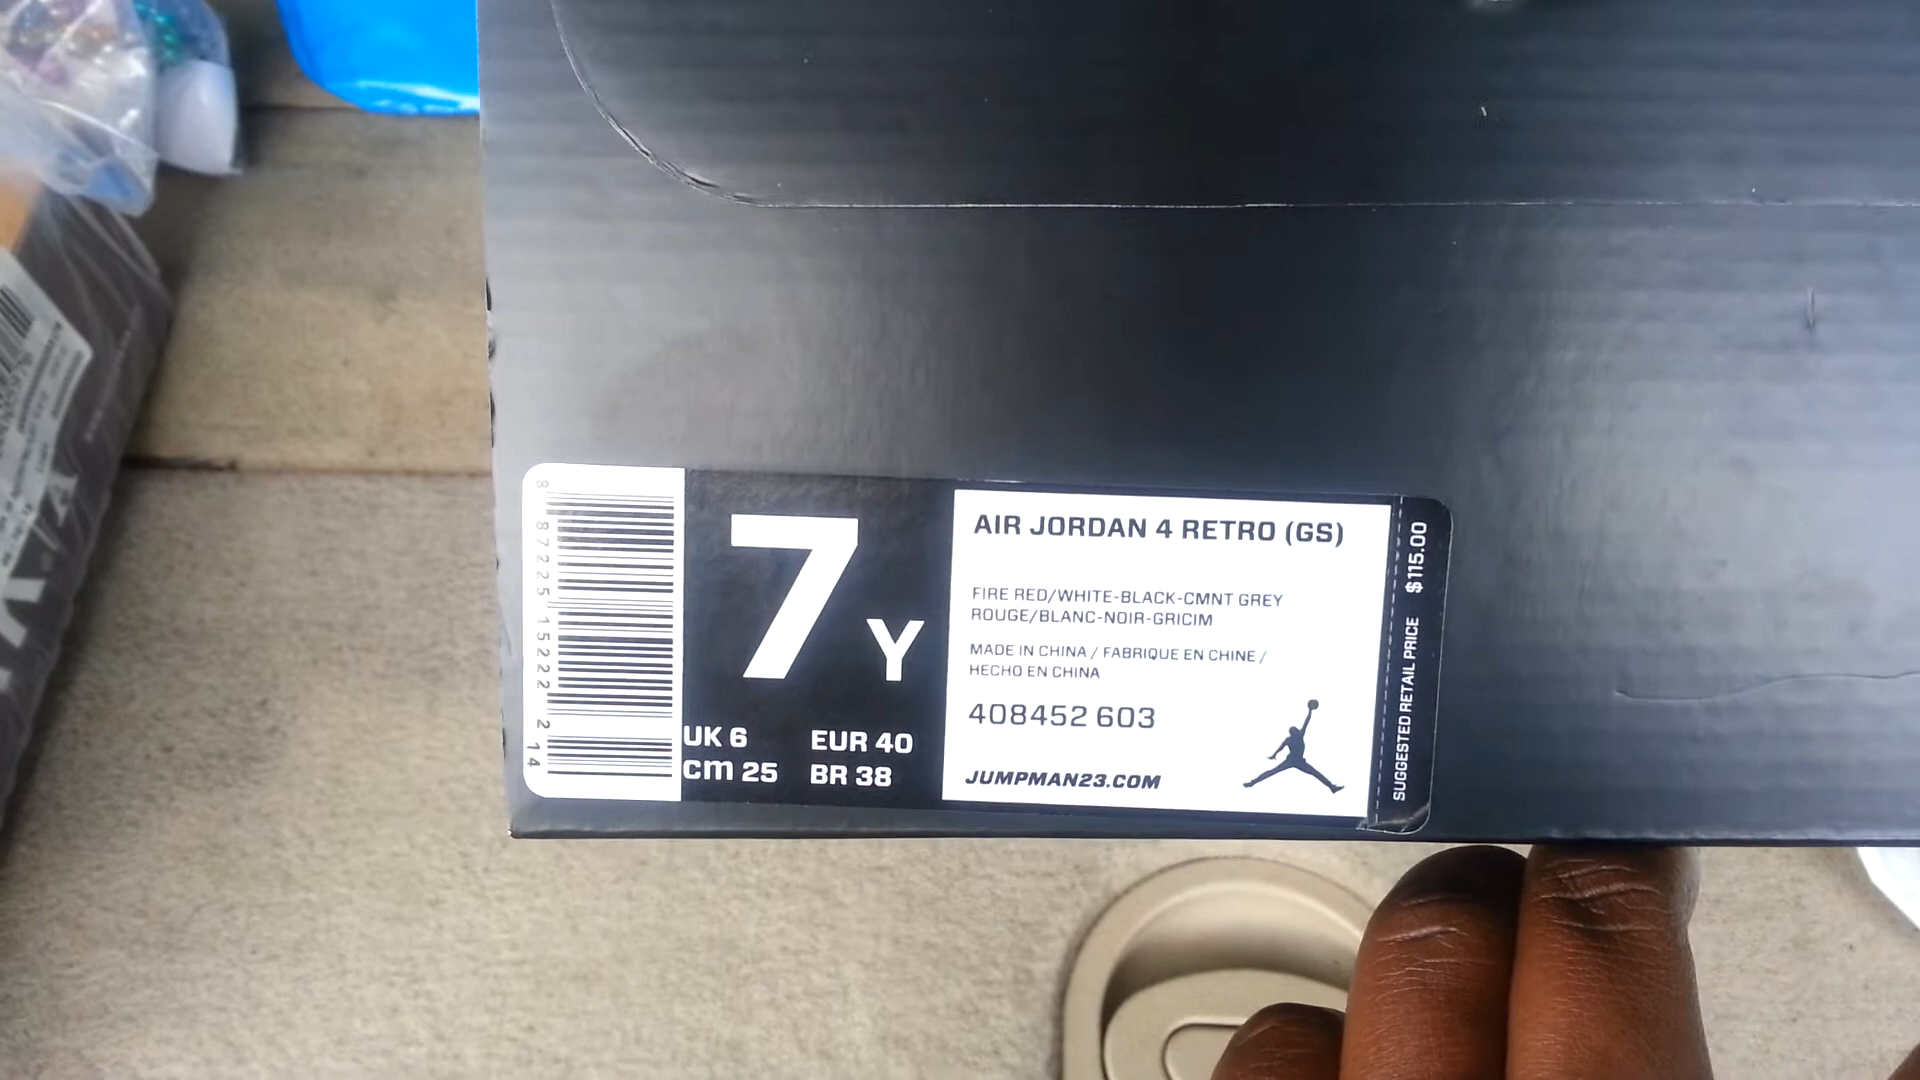 8 87225 15222 2 14
7 Y
UK 6 EUR 40
cm 25 BR 38
AIR JORDAN 4 RETRO (GS)
FIRE RED/WHITE-BLACK-CMNT GREY
ROUGE/BLANC-NOIR-GRICIM
MADE IN CHINA / FABRIQUE EN CHINE /
HECHO EN CHINA
408452 603
JUMPMAN23.COM
SUGGESTED RETAIL PRICE $115.00